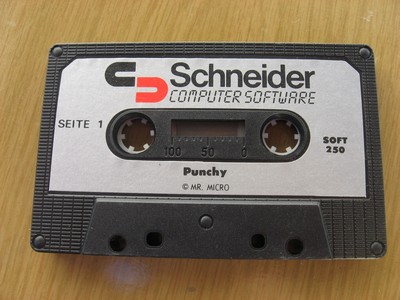 Schneider
COMPUTER SOFTWARE
SEITE 1
SOFT
250
100 50 0
Punchy
© MR. MICRO